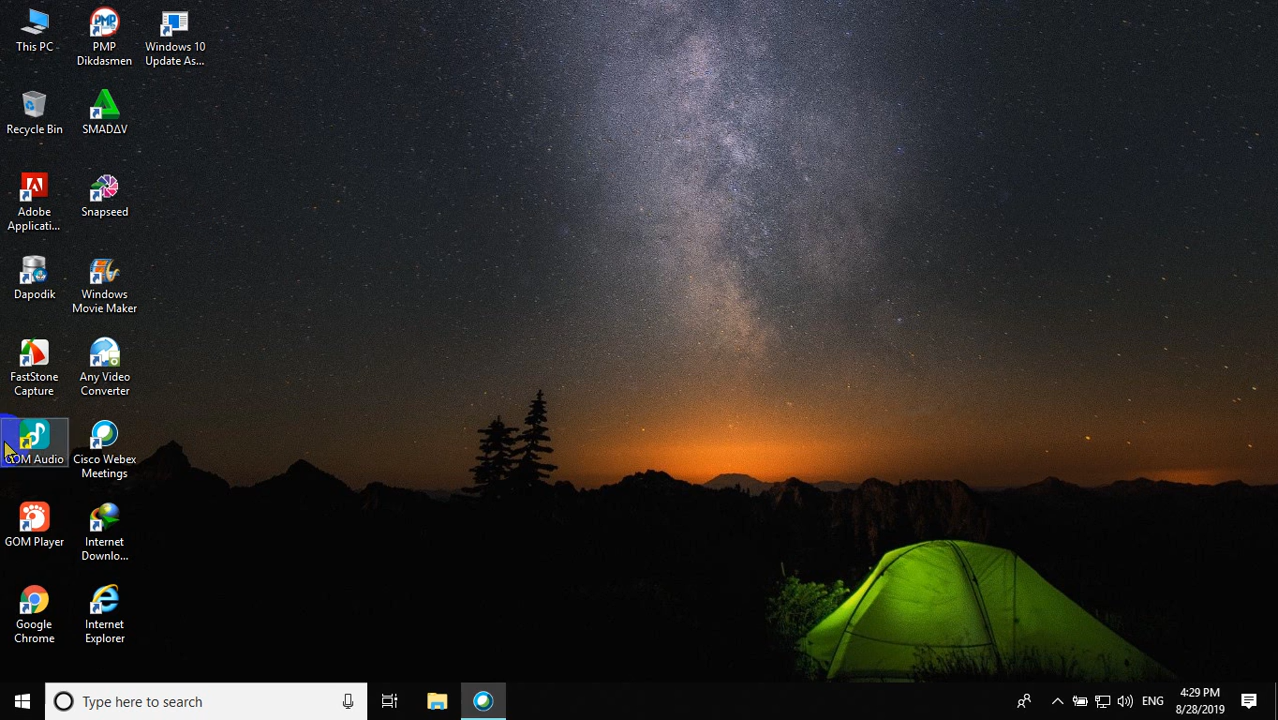 This PC
PMP
Dikdasmen
Windows 10
Update As...
Recycle Bin
SMADΔV
Adobe
Applicati...
Snapseed
Dapodik
Windows
Movie Maker
FastStone
Capture
Any Video
Converter
GOM Audio
Cisco Webex
Meetings
GOM Player
Internet
Downlo...
Google
Chrome
Internet
Explorer
Type here to search
ENG
4:29 PM
8/28/2019